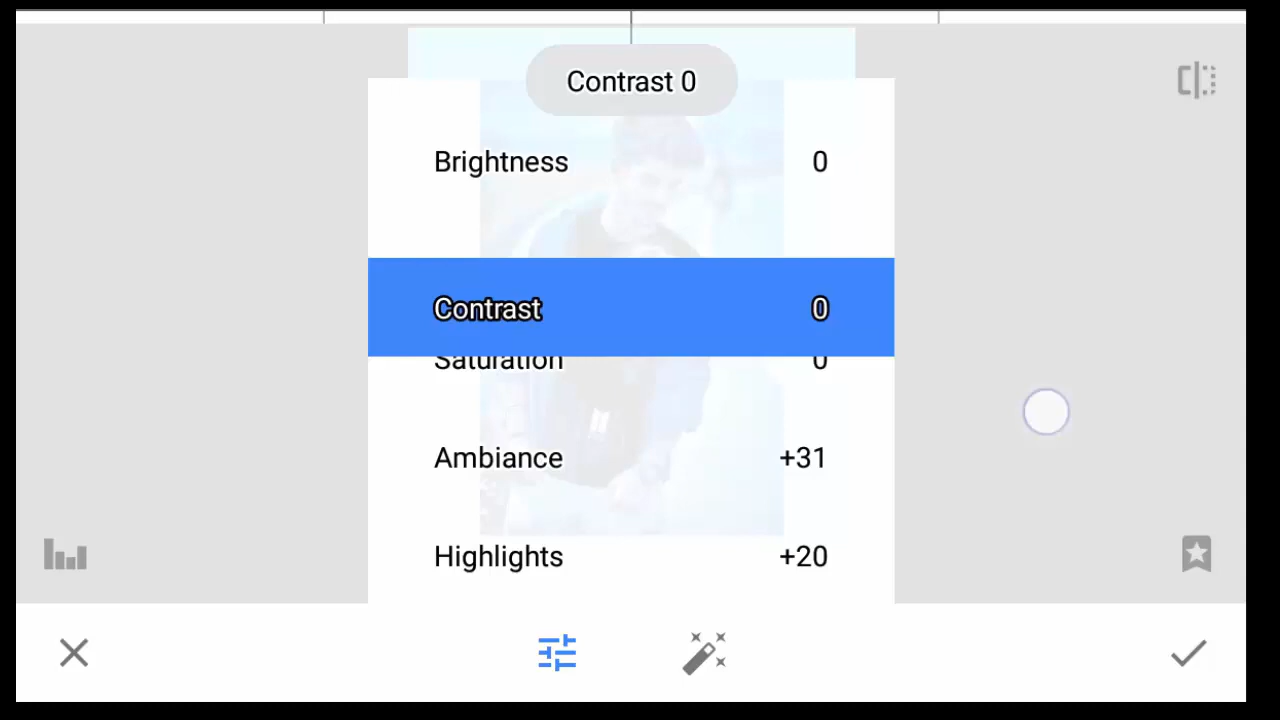 Contrast 0
Brightness 0
Contrast 0
Saturation 0
Ambiance +31
Highlights +20